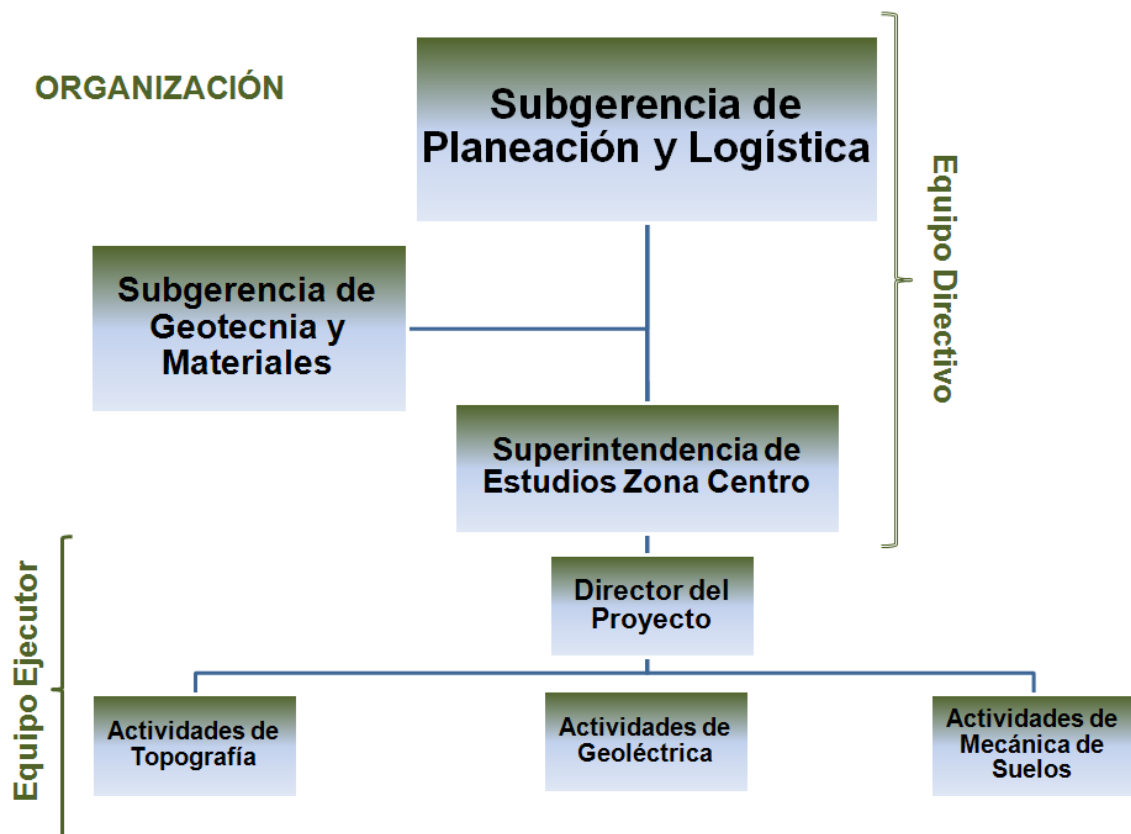 ORGANIZACIÓN
Subgerencia de
Planeación y Logística
Equipo Directivo
Subgerencia de
Geotecnia y
Materiales
Superintendencia de
Estudios Zona Centro
Equipo Ejecutor
Director del
Proyecto
Actividades de
Topografía
Actividades de
Geoléctrica
Actividades de
Mecánica de
Suelos